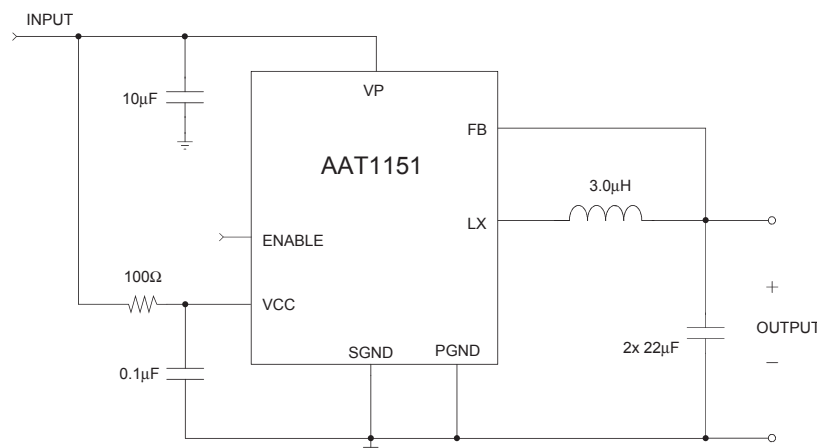 INPUT
10µF
VP
FB
AAT1151
3.0µH
LX
ENABLE
100Ω
VCC
+
OUTPUT
SGND
PGND
2x 22µF
0.1µF
−